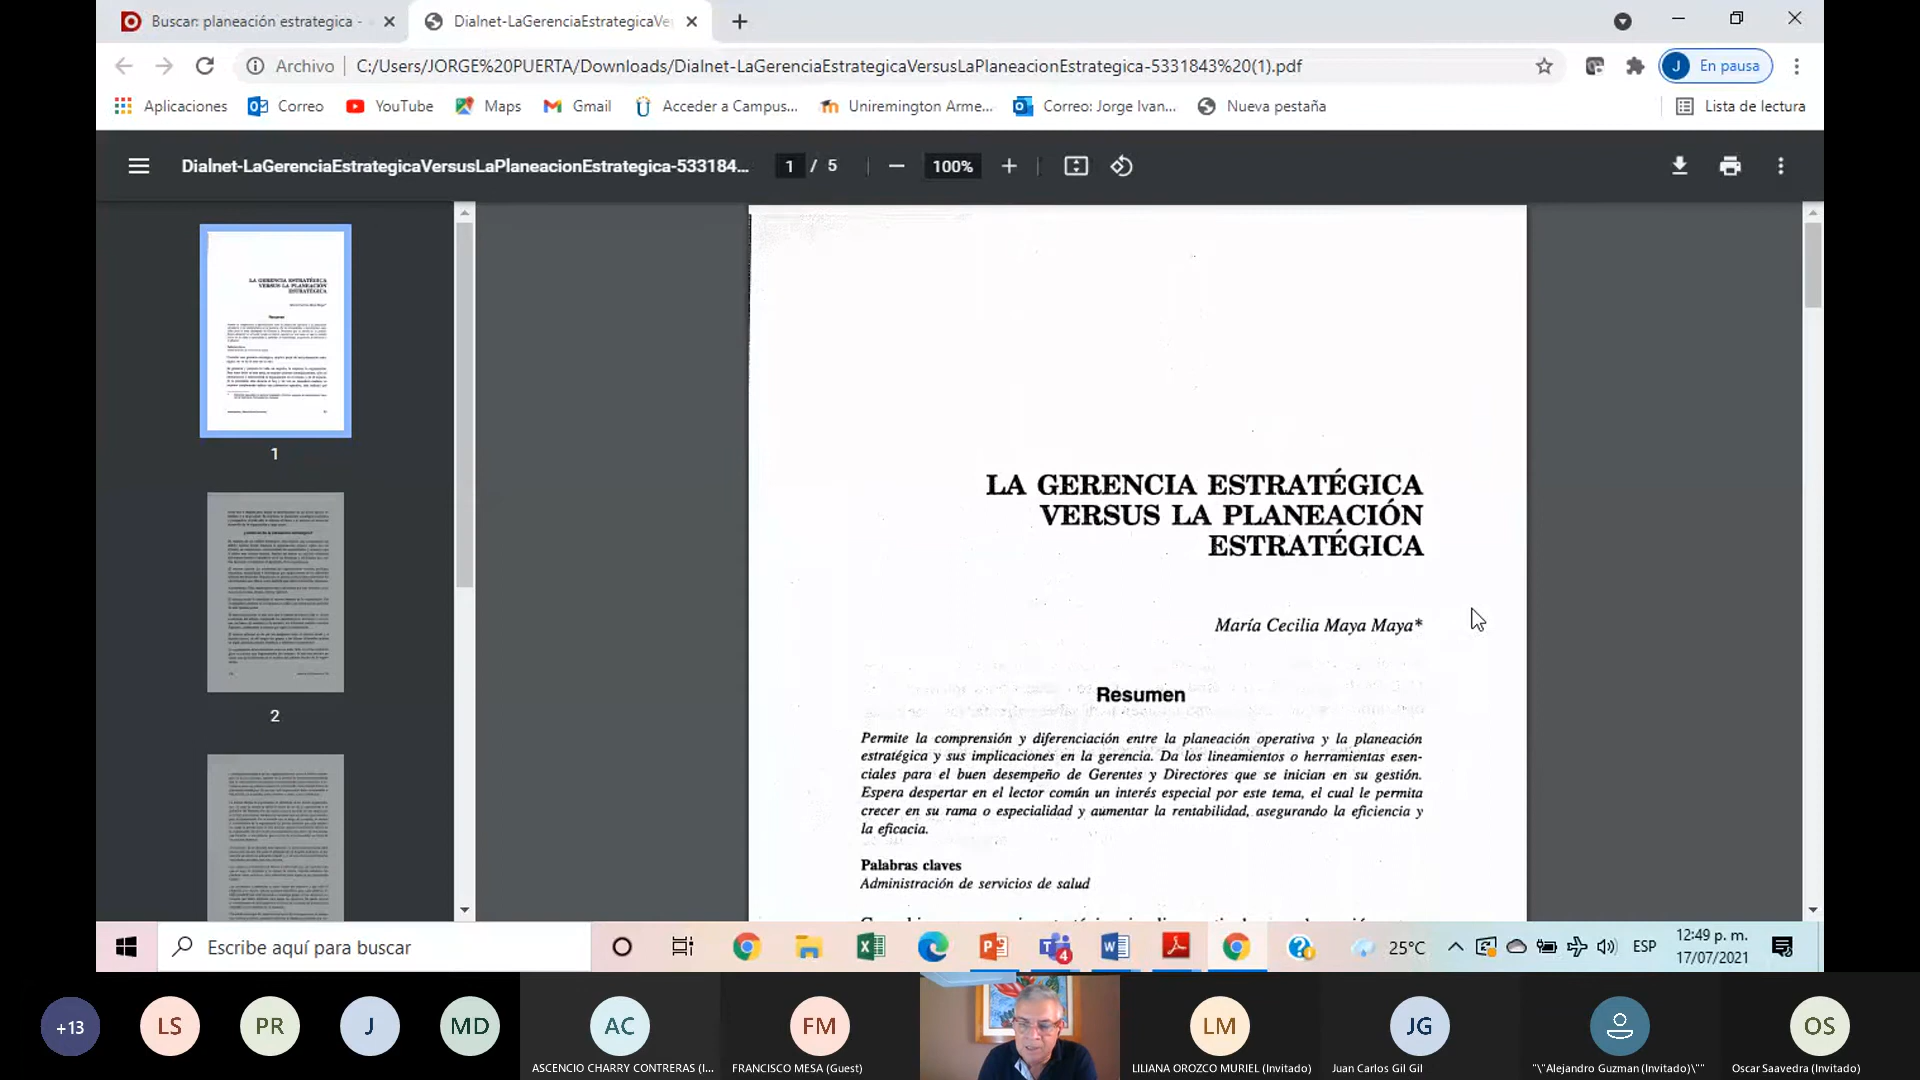 Buscar: planeación estrategica -
Dialnet-LaGerenciaEstrategicaVe
Archivo
C:/Users/JORGE%20PUERTA/Downloads/Dialnet-LaGerenciaEstrategicaVersusLaPlaneacionEstrategica-5331843%20(1).pdf
J En pausa
Aplicaciones
Correo
YouTube
Maps
Gmail
Acceder a Campus...
Uniremington Arme...
Correo: Jorge Ivan...
Nueva pestaña
Lista de lectura
Dialnet-LaGerenciaEstrategicaVersusLaPlaneacionEstrategica-533184...
1 / 5
100%
LA GERENCIA ESTRATÉGICA
VERSUS LA PLANEACIÓN
ESTRATÉGICA
1
2
LA GERENCIA ESTRATÉGICA
VERSUS LA PLANEACIÓN
ESTRATÉGICA
María Cecilia Maya Maya*
Resumen
Permite la comprensión y diferenciación entre la planeación operativa y la planeación
estratégica y sus implicaciones en la gerencia. Da los lineamientos o herramientas esen-
ciales para el buen desempeño de Gerentes y Directores que se inician en su gestión.
Espera despertar en el lector común un interés especial por este tema, el cual le permita
crecer en su rama o especialidad y aumentar la rentabilidad, asegurando la eficiencia y
la eficacia.
Palabras claves
Administración de servicios de salud
Escribe aquí para buscar
4
25°C
ESP
12:49 p. m.
17/07/2021
+13
LS
PR
J
MD
AC
ASCENCIO CHARRY CONTRERAS (I...
FM
FRANCISCO MESA (Guest)
LM
LILIANA OROZCO MURIEL (Invitado)
JG
Juan Carlos Gil Gil
"\"Alejandro Guzman (Invitado)\""
OS
Oscar Saavedra (Invitado)